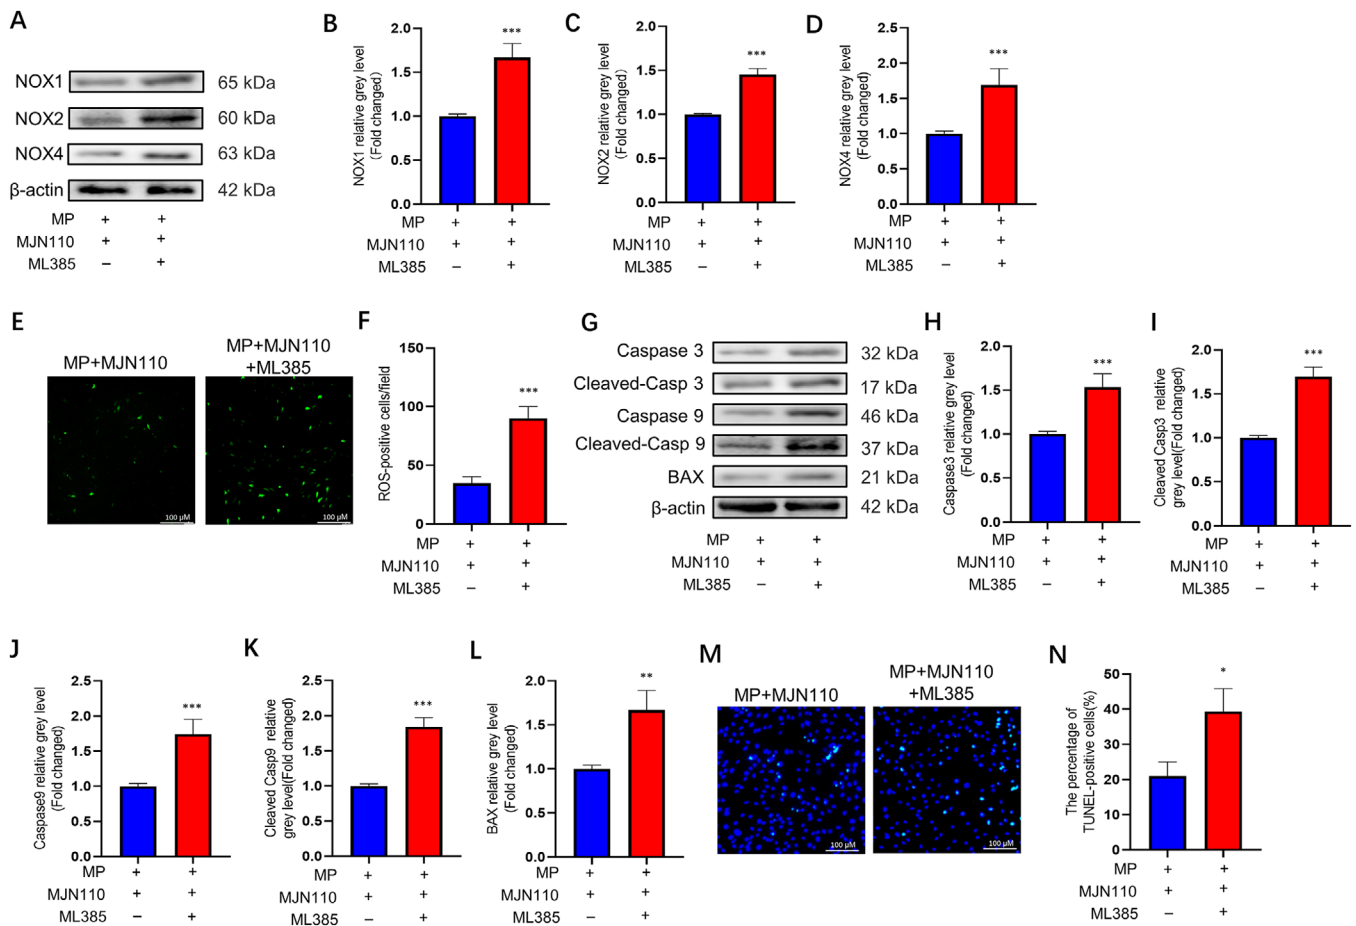 A
NOX1 65 kDa
NOX2 60 kDa
NOX4 63 kDa
β-actin 42 kDa
MP + +
MJN110 + +
ML385 – +
B
NOX1 relative grey level
(Fold changed)
2.0
1.5
1.0
0.5
0.0
***
MP + +
MJN110 + +
ML385 – +
C
NOX2 relative grey level
(Fold changed)
2.0
1.5
1.0
0.5
0.0
***
MP + +
MJN110 + +
ML385 – +
D
NOX4 relative grey level
(Fold changed)
2.5
2.0
1.5
1.0
0.5
0.0
***
MP + +
MJN110 + +
ML385 – +
E
MP+MJN110
MP+MJN110
+ML385
100 μM
100 μM
F
ROS-positive cells/field
150
100
50
0
***
MP + +
MJN110 + +
ML385 – +
G
Caspase 3 32 kDa
Cleaved-Casp 3 17 kDa
Caspase 9 46 kDa
Cleaved-Casp 9 37 kDa
BAX 21 kDa
β-actin 42 kDa
MP + +
MJN110 + +
ML385 – +
H
Caspase3 relative grey level
(Fold changed)
2.0
1.5
1.0
0.5
0.0
***
MP + +
MJN110 + +
ML385 – +
I
Cleaved Casp3 relative
grey level(Fold changed)
2.0
1.5
1.0
0.5
0.0
***
MP + +
MJN110 + +
ML385 – +
J
Caspase9 relative grey level
(Fold changed)
2.5
2.0
1.5
1.0
0.5
0.0
***
MP + +
MJN110 + +
ML385 – +
K
Cleaved Casp9 relative
grey level(Fold changed)
2.5
2.0
1.5
1.0
0.5
0.0
***
MP + +
MJN110 + +
ML385 – +
L
BAX relative grey level
(Fold changed)
2.0
1.5
1.0
0.5
0.0
**
MP + +
MJN110 + +
ML385 – +
M
MP+MJN110
MP+MJN110
+ML385
100 μM
100 μM
N
The percentage of
TUNEL-positive cells(%)
50
40
30
20
10
0
*
MP + +
MJN110 + +
ML385 – +